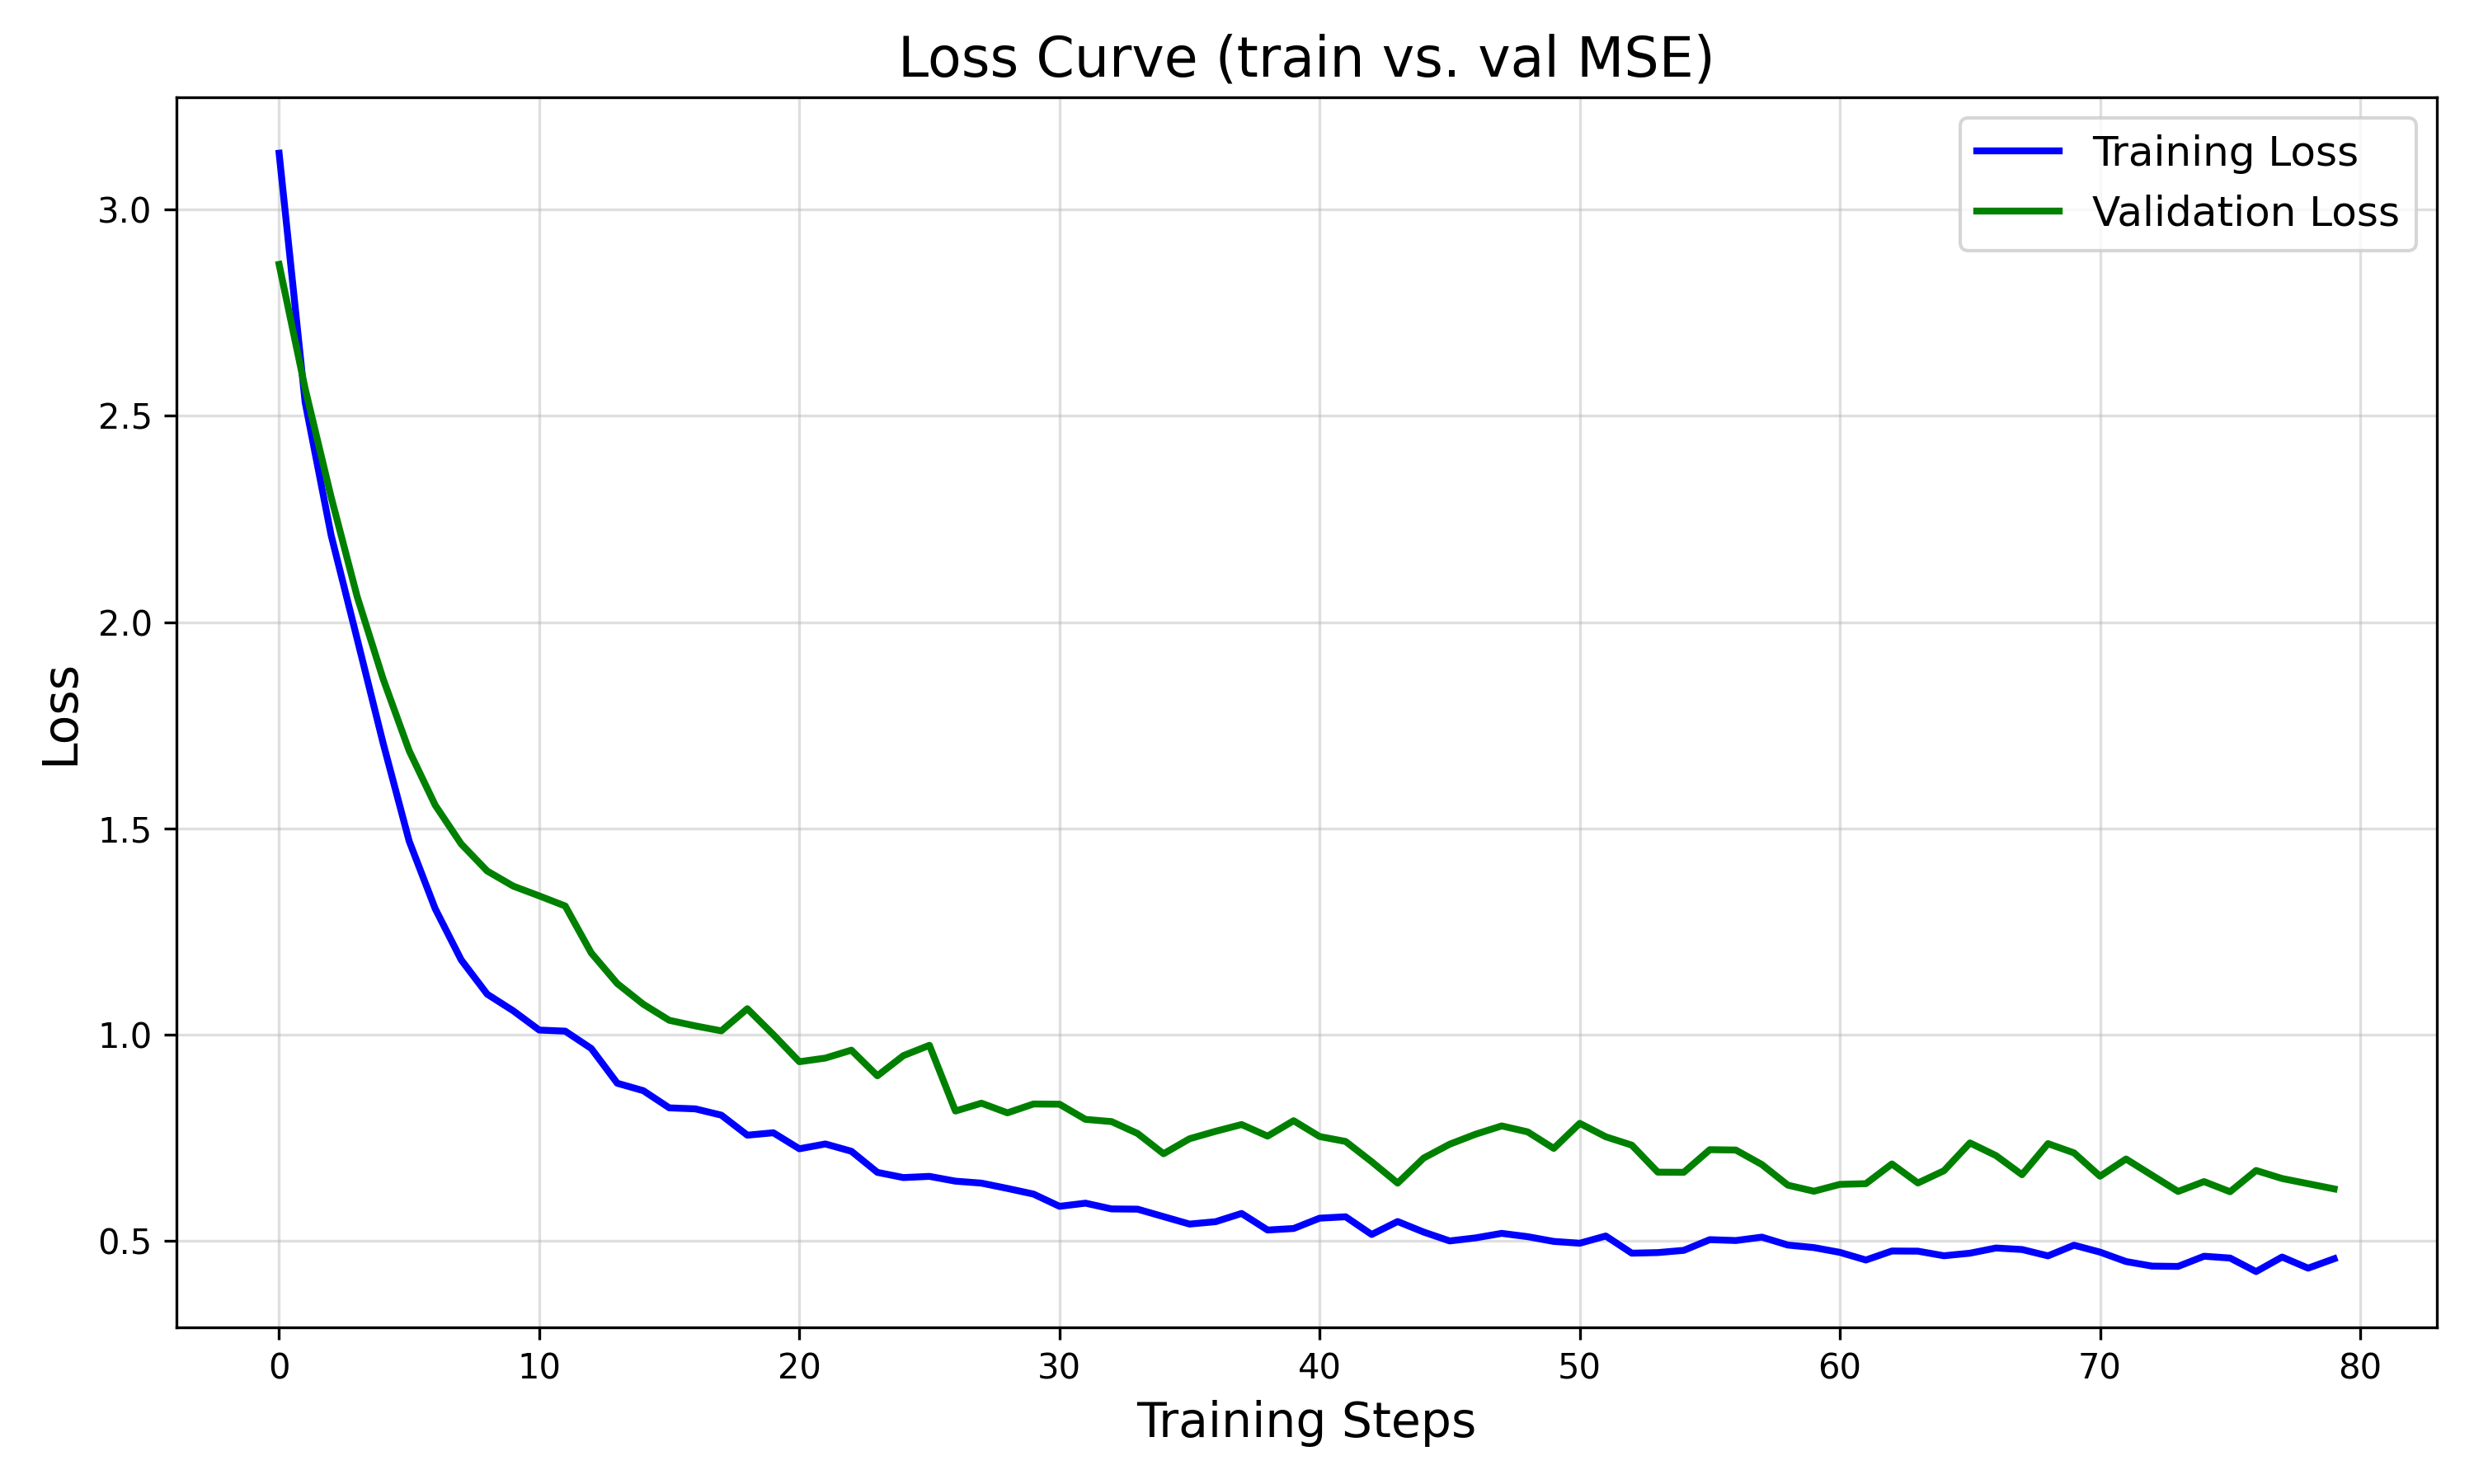 Loss Curve (train vs. val MSE)
Training Loss
Validation Loss
3.0
2.5
2.0
1.5
1.0
0.5
Loss
0 10 20 30 40 50 60 70 80
Training Steps